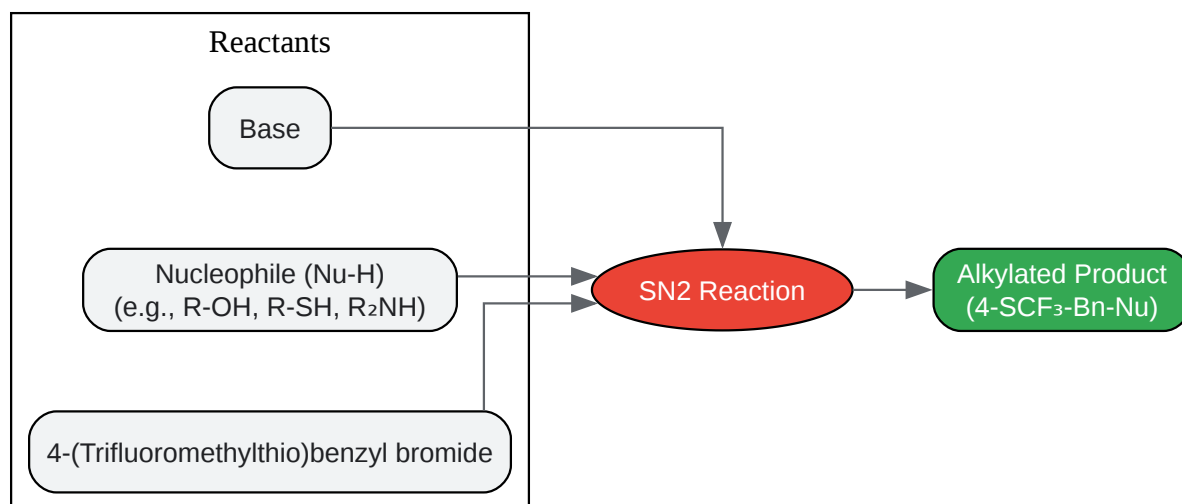 Reactants
Base
Nucleophile (Nu-H)
(e.g., R-OH, R-SH, R₂NH)
4-(Trifluoromethylthio)benzyl bromide
SN2 Reaction
Alkylated Product
(4-SCF₃-Bn-Nu)